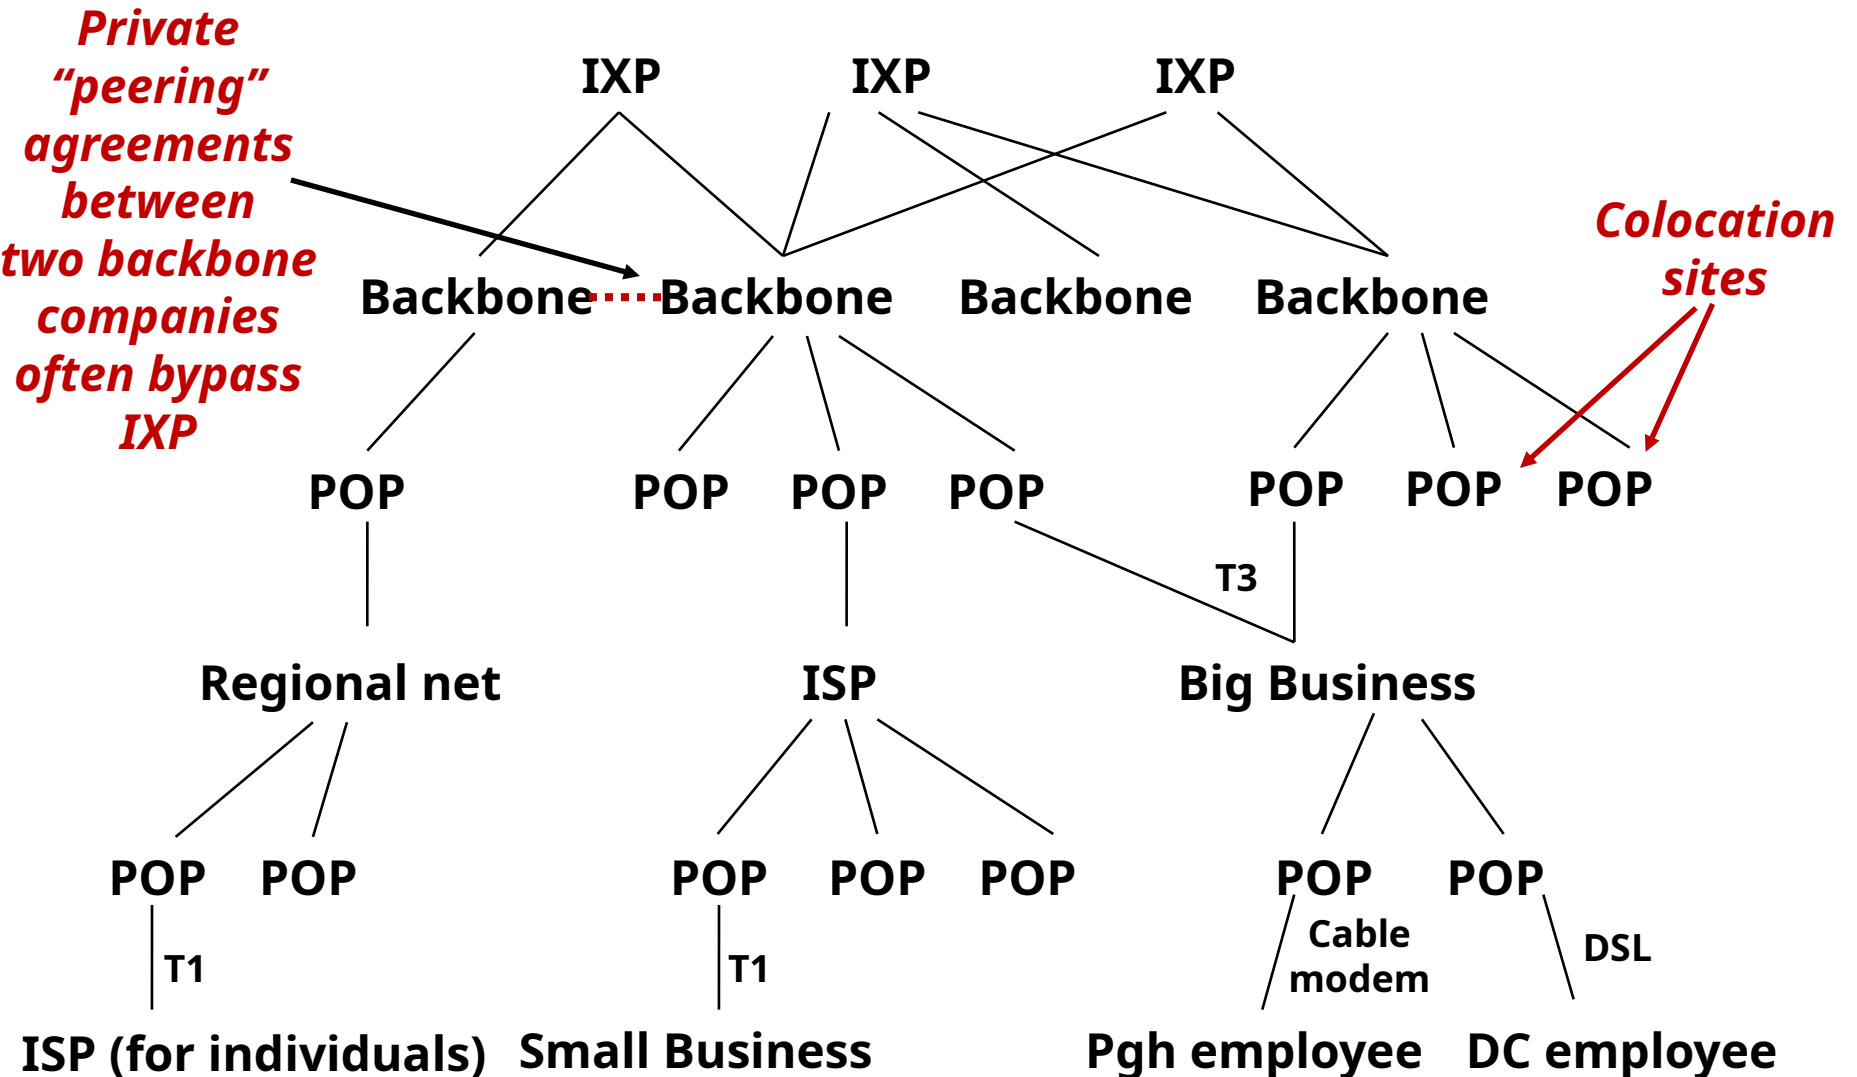 Private
“peering”
agreements
between
two backbone
companies
often bypass
IXP
IXP IXP IXP
Colocation
sites
Backbone Backbone Backbone Backbone
POP POP POP POP POP POP POP
T3
Regional net ISP Big Business
POP POP POP POP POP POP POP
T1 T1
Cable
modem
DSL
ISP (for individuals) Small Business Pgh employee DC employee